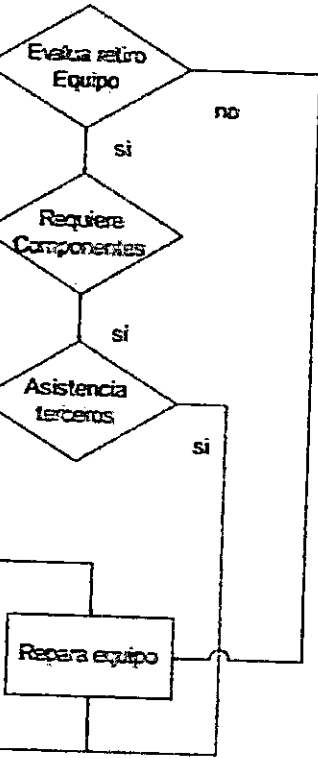 Evalua retiro
Equipo
no
si
Requiere
Componentes
si
Asistencia
terceros
si
Repara equipo